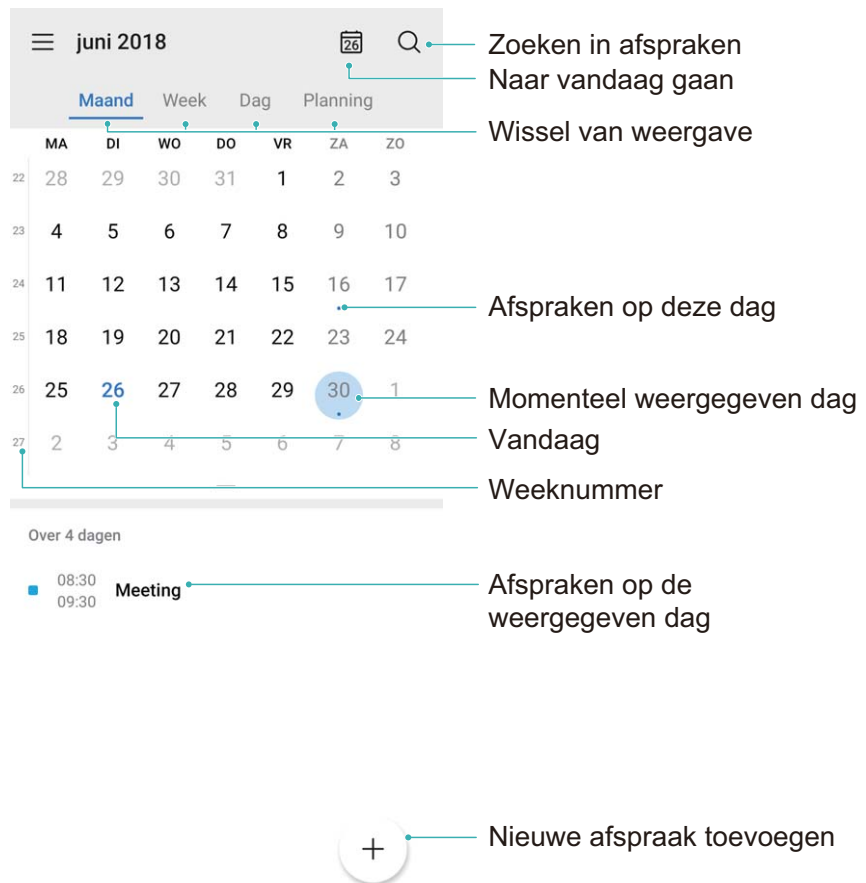 juni 2018 26
Zoeken in afspraken
Naar vandaag gaan
Maand Week Dag Planning
Wissel van weergave
MA DI WO DO VR ZA ZO
22 28 29 30 31 1 2 3
23 4 5 6 7 8 9 10
24 11 12 13 14 15 16 17
Afspraken op deze dag
25 18 19 20 21 22 23 24
26 25 26 27 28 29 30 1
Momenteel weergegeven dag
Vandaag
27 2 3 4 5 6 7 8
Weeknummer
Over 4 dagen
08:30
09:30
Meeting
Afspraken op de
weergegeven dag
Nieuwe afspraak toevoegen